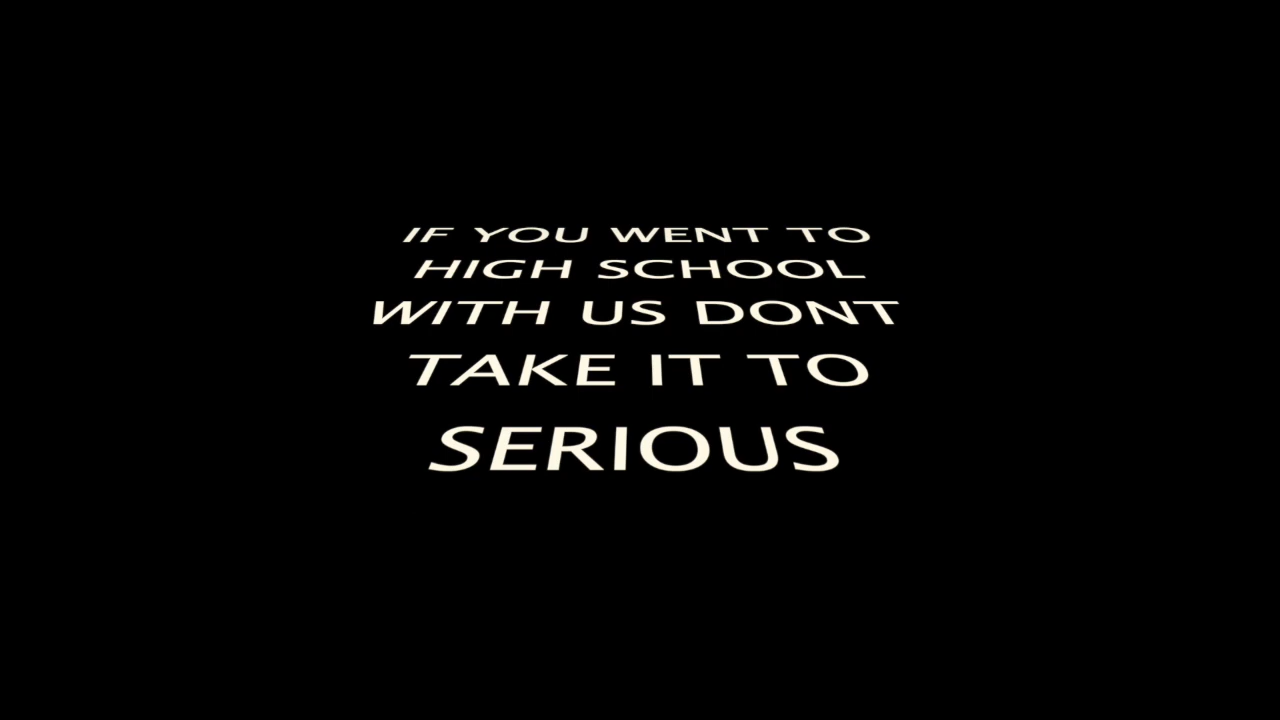 IF YOU WENT TO
HIGH SCHOOL
WITH US DONT
TAKE IT TO
SERIOUS